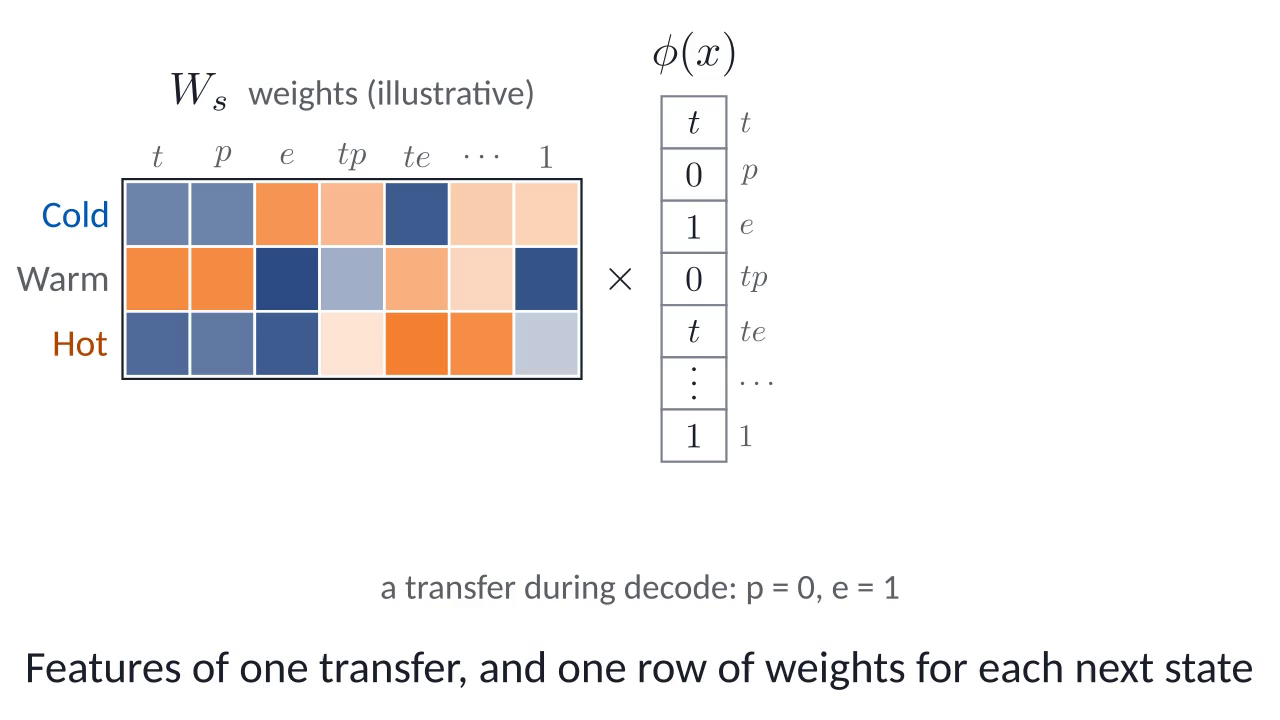 ϕ(x)
W_s weights (illustrative)
t p e tp te ⋯ 1
Cold
Warm
Hot
×
t t
0 p
1 e
0 tp
t te
⋮ ⋯
1 1
a transfer during decode: p = 0, e = 1
Features of one transfer, and one row of weights for each next state